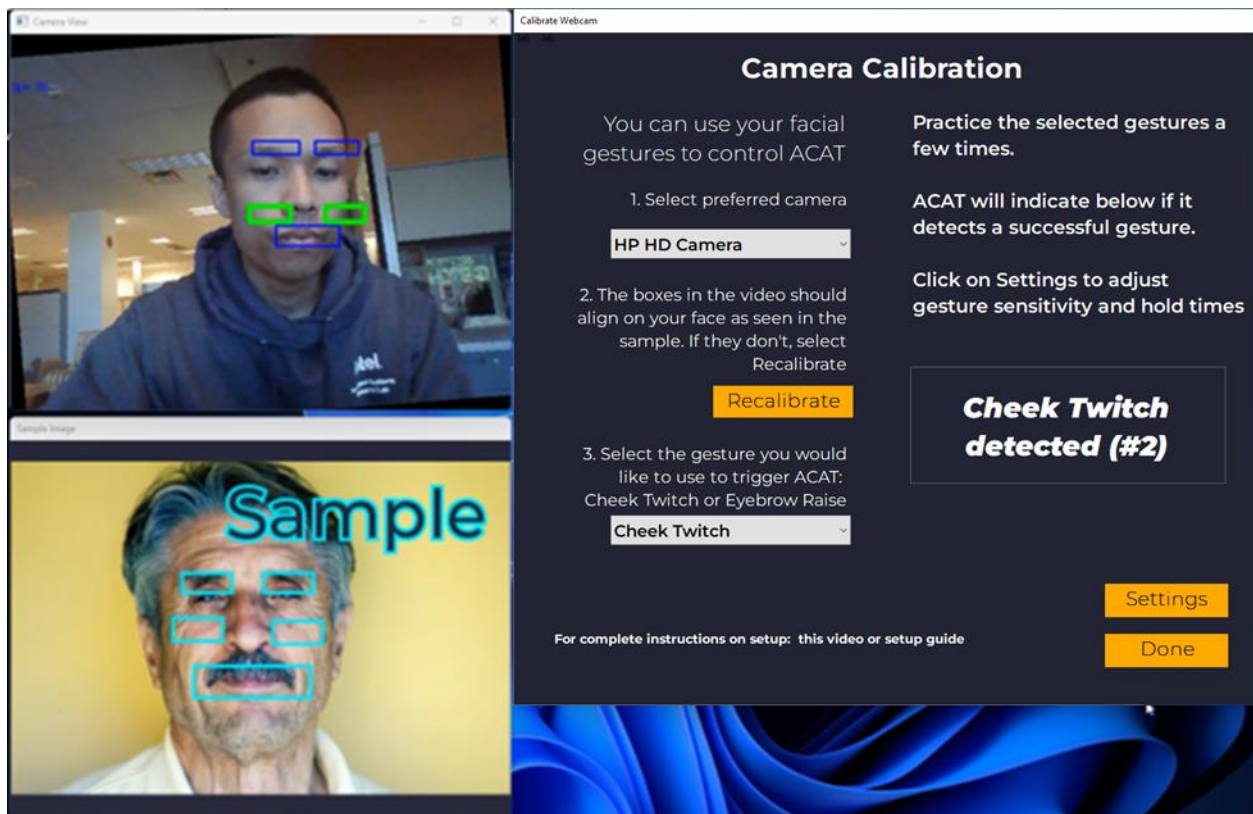 Camera View
Calibrate Webcam
Camera Calibration
You can use your facial
gestures to control ACAT
1. Select preferred camera
HP HD Camera
2. The boxes in the video should
align on your face as seen in the
sample. If they don't, select
Recalibrate
Recalibrate
3. Select the gesture you would
like to use to trigger ACAT:
Cheek Twitch or Eyebrow Raise
Cheek Twitch
For complete instructions on setup: this video or setup guide
Practice the selected gestures a
few times.
ACAT will indicate below if it
detects a successful gesture.
Click on Settings to adjust
gesture sensitivity and hold times
Cheek Twitch
detected (#2)
Settings
Done
Sample Image
Sample